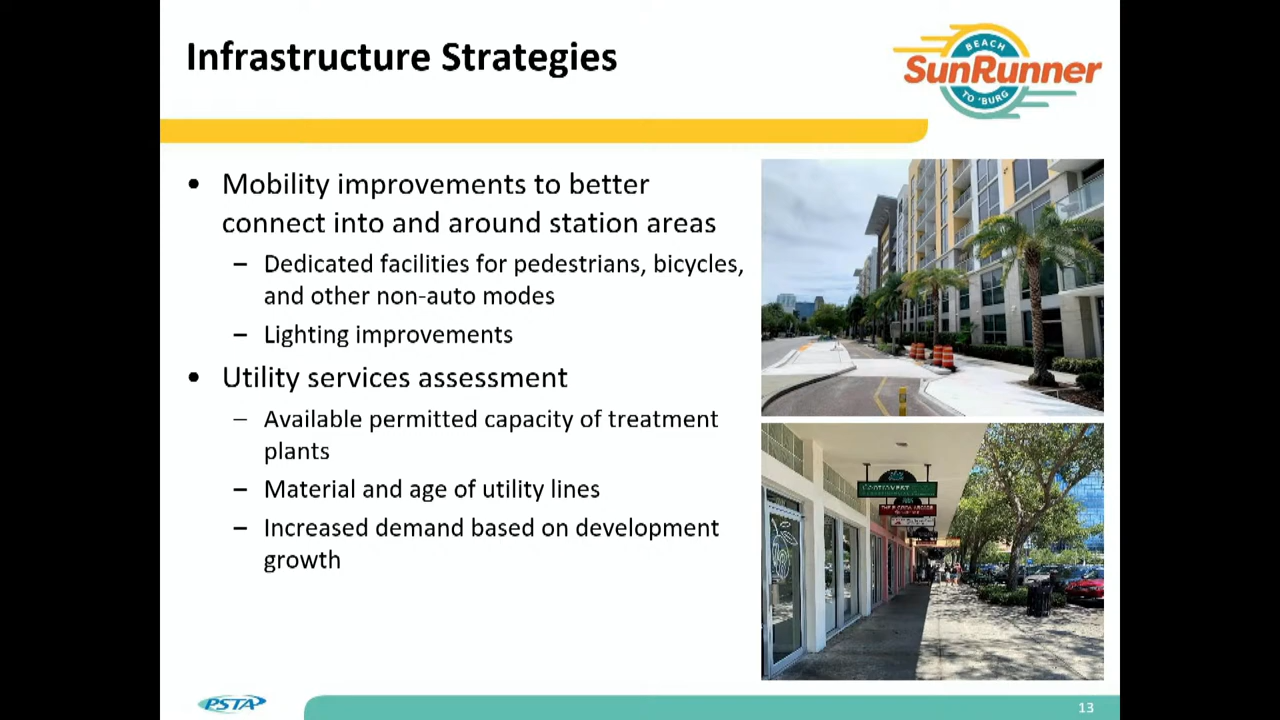 Infrastructure Strategies
BEACH
SunRunner
TO 'BURG
• Mobility improvements to better
connect into and around station areas
– Dedicated facilities for pedestrians, bicycles,
and other non-auto modes
– Lighting improvements
• Utility services assessment
– Available permitted capacity of treatment
plants
– Material and age of utility lines
– Increased demand based on development
growth
PSTA
13